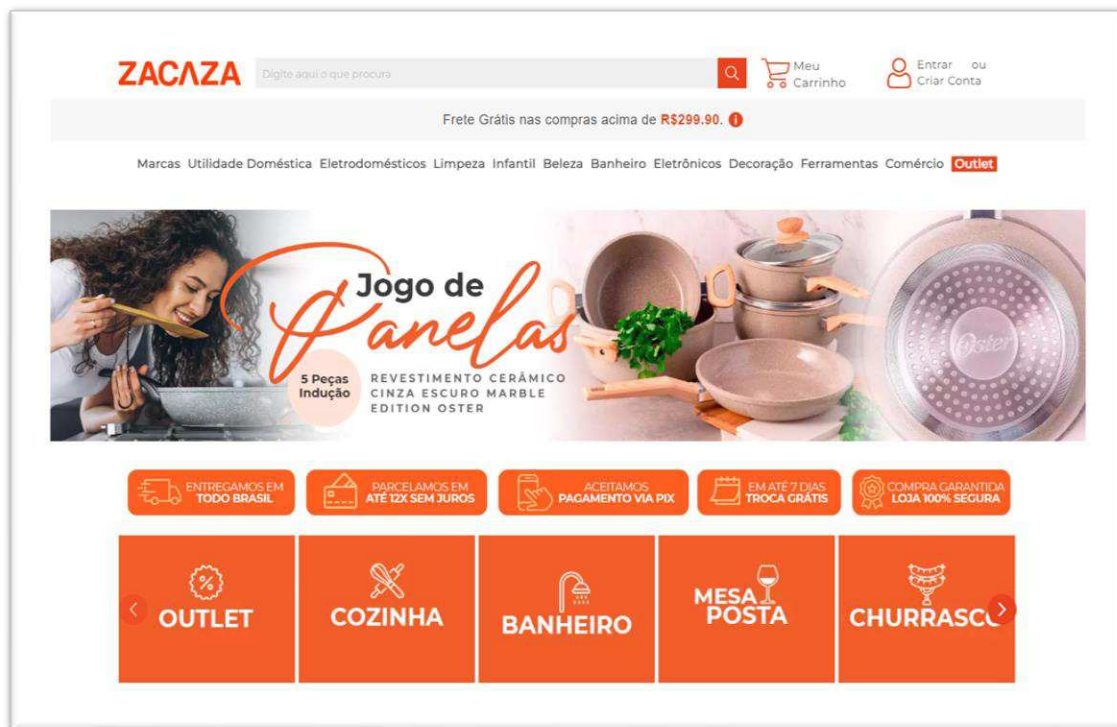 ZACAZA
Digite aqui o que procura
Meu
Carrinho
Entrar ou
Criar Conta
Frete Grátis nas compras acima de R$299.90. i
Marcas Utilidade Doméstica Eletrodomésticos Limpeza Infantil Beleza Banheiro Eletrônicos Decoração Ferramentas Comércio Outlet
Jogo de
Panelas
5 Peças
Indução
REVESTIMENTO CERÂMICO
CINZA ESCURO MARBLE
EDITION OSTER
Oster
ENTREGAMOS EM
TODO BRASIL
PARCELAMOS EM
ATÉ 12X SEM JUROS
ACEITAMOS
PAGAMENTO VIA PIX
EM ATÉ 7 DIAS
TROCA GRÁTIS
COMPRA GARANTIDA
LOJA 100% SEGURA
%
OUTLET
COZINHA
BANHEIRO
MESA
POSTA
CHURRASCO